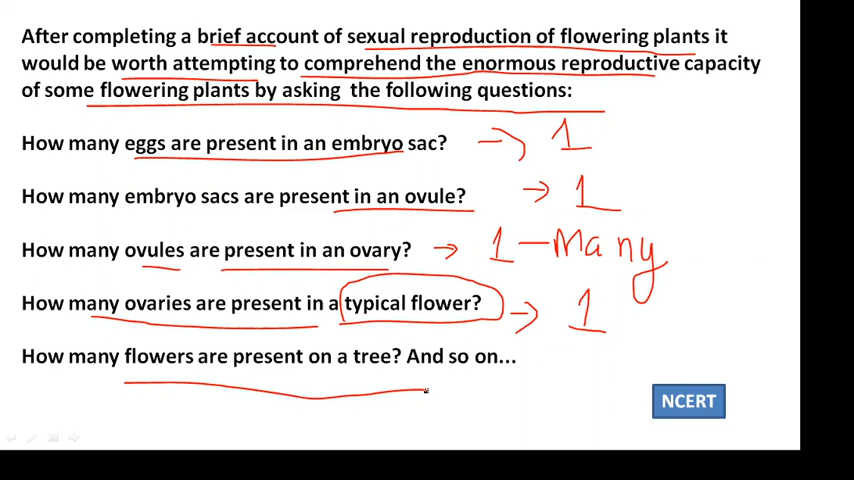 After completing a brief account of sexual reproduction of flowering plants it
would be worth attempting to comprehend the enormous reproductive capacity
of some flowering plants by asking the following questions:
How many eggs are present in an embryo sac? → 1
How many embryo sacs are present in an ovule? → 1
How many ovules are present in an ovary? → 1 - Many
How many ovaries are present in a typical flower? → 1
How many flowers are present on a tree? And so on...
NCERT